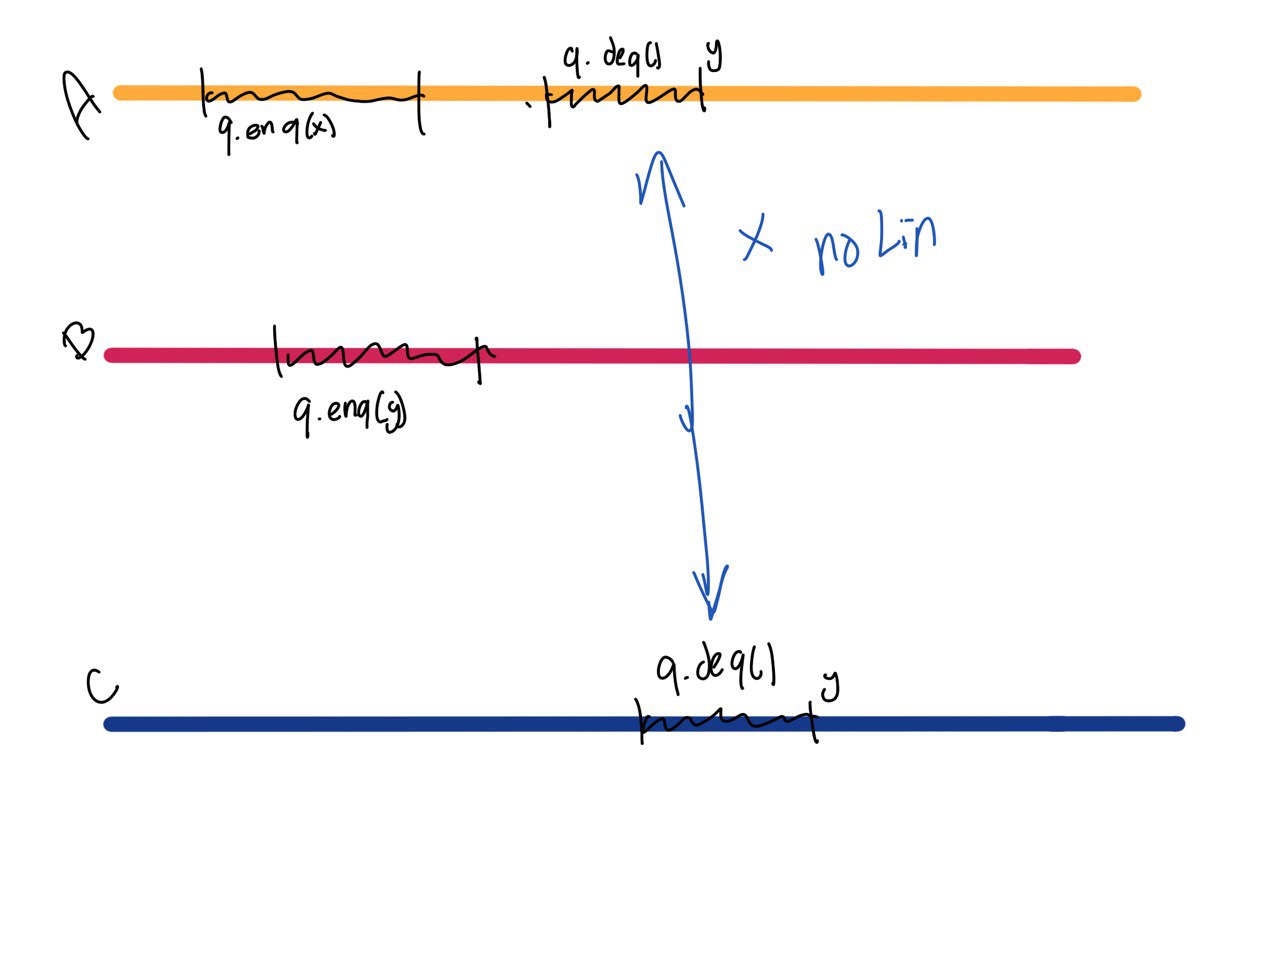 q. deq() y
A
q.enq(x)
x no Lin
B
q.enq(y)
q.deq() y
C